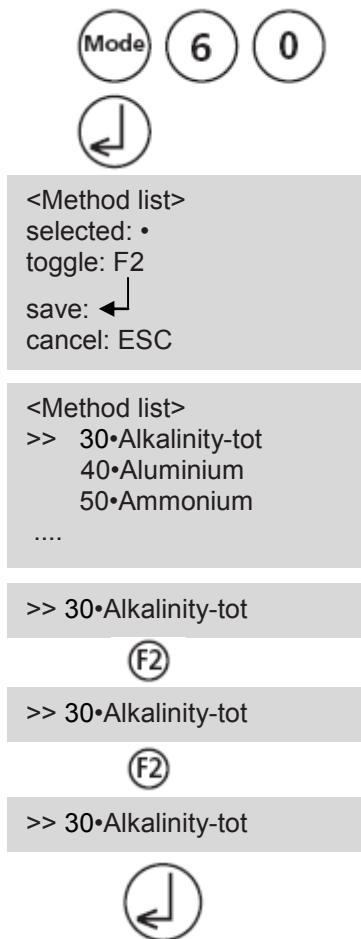 Mode 6 0
<Method list>
selected: •
toggle: F2
save: ↵
cancel: ESC
<Method list>
>> 30•Alkalinity-tot
40•Aluminium
50•Ammonium
....
>> 30•Alkalinity-tot
F2
>> 30•Alkalinity-tot
F2
>> 30•Alkalinity-tot